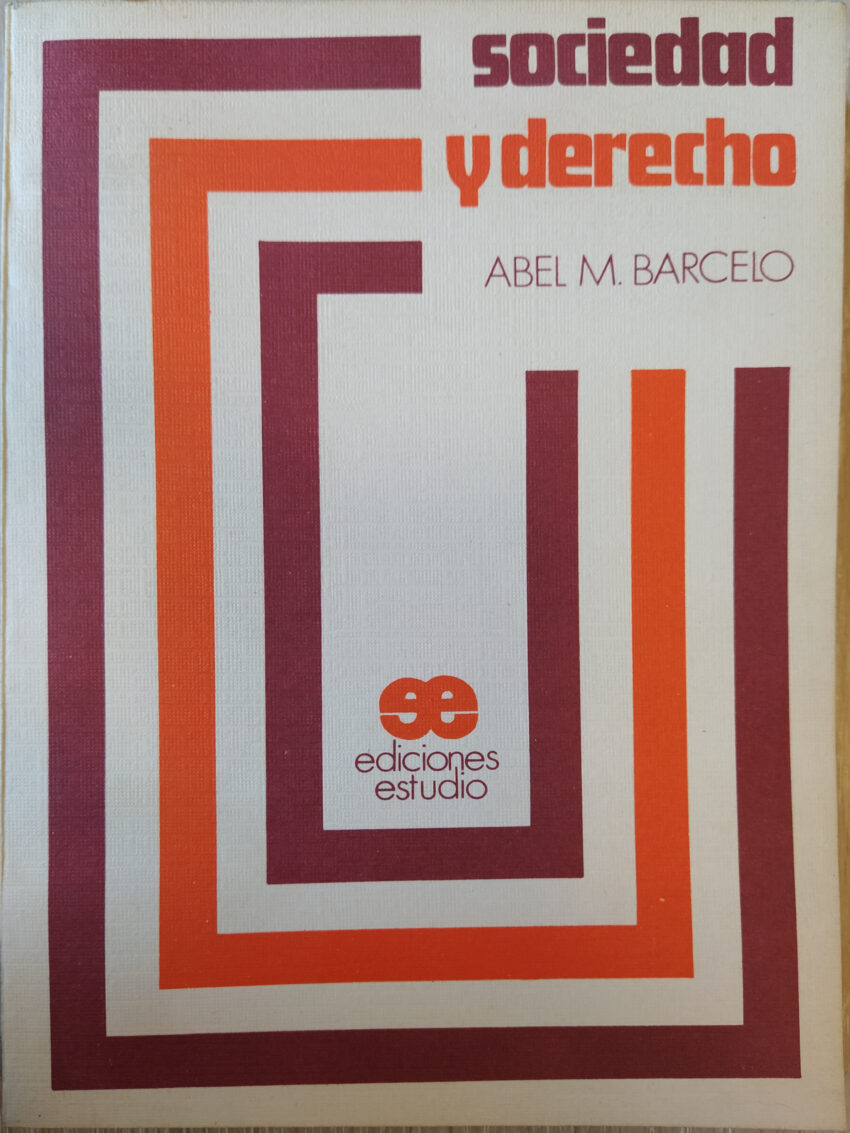 sociedad
y derecho
ABEL M. BARCELO
ee
ediciones
estudio